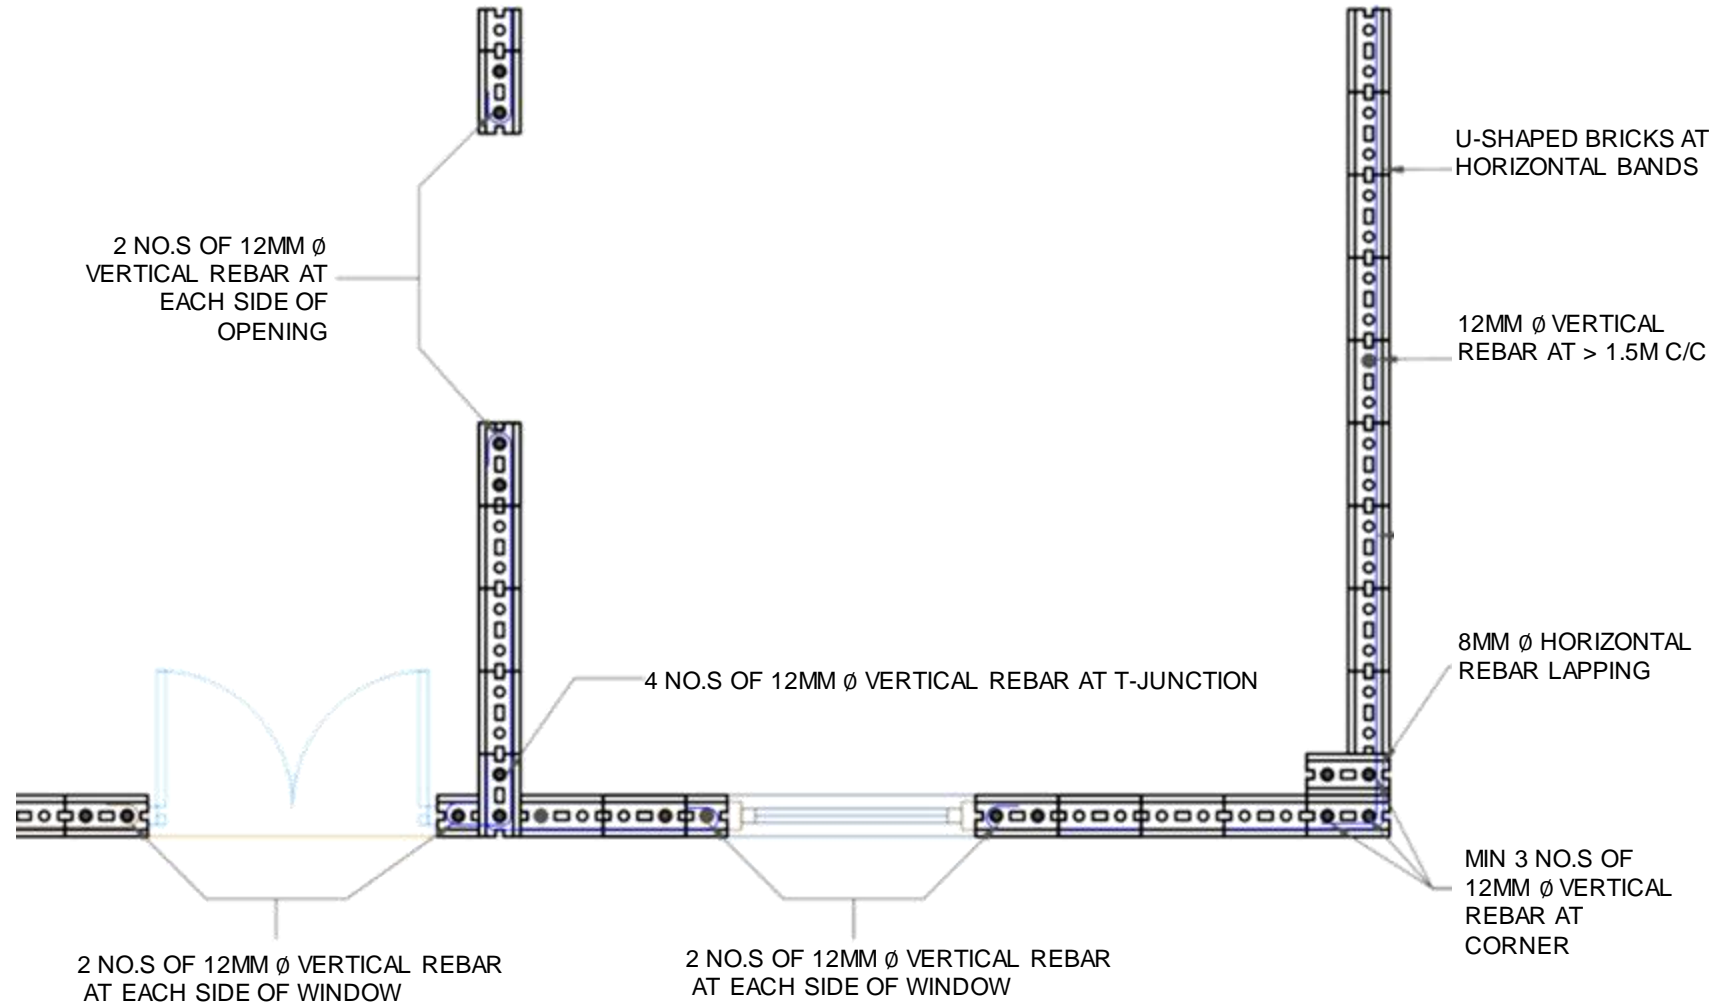 U-SHAPED BRICKS AT
HORIZONTAL BANDS
2 NO.S OF 12MM Ø
VERTICAL REBAR AT
EACH SIDE OF
OPENING
12MM Ø VERTICAL
REBAR AT > 1.5M C/C
8MM Ø HORIZONTAL
REBAR LAPPING
4 NO.S OF 12MM Ø VERTICAL REBAR AT T-JUNCTION
MIN 3 NO.S OF
12MM Ø VERTICAL
REBAR AT
CORNER
2 NO.S OF 12MM Ø VERTICAL REBAR
AT EACH SIDE OF WINDOW
2 NO.S OF 12MM Ø VERTICAL REBAR
AT EACH SIDE OF WINDOW